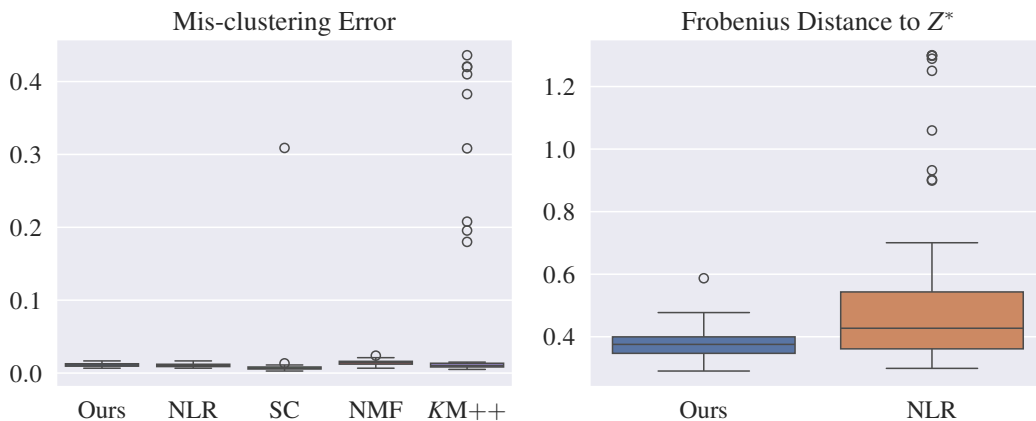 Mis-clustering Error
0.4
0.3
0.2
0.1
0.0
Ours NLR SC NMF KM++
Frobenius Distance to Z*
1.2
1.0
0.8
0.6
0.4
Ours NLR